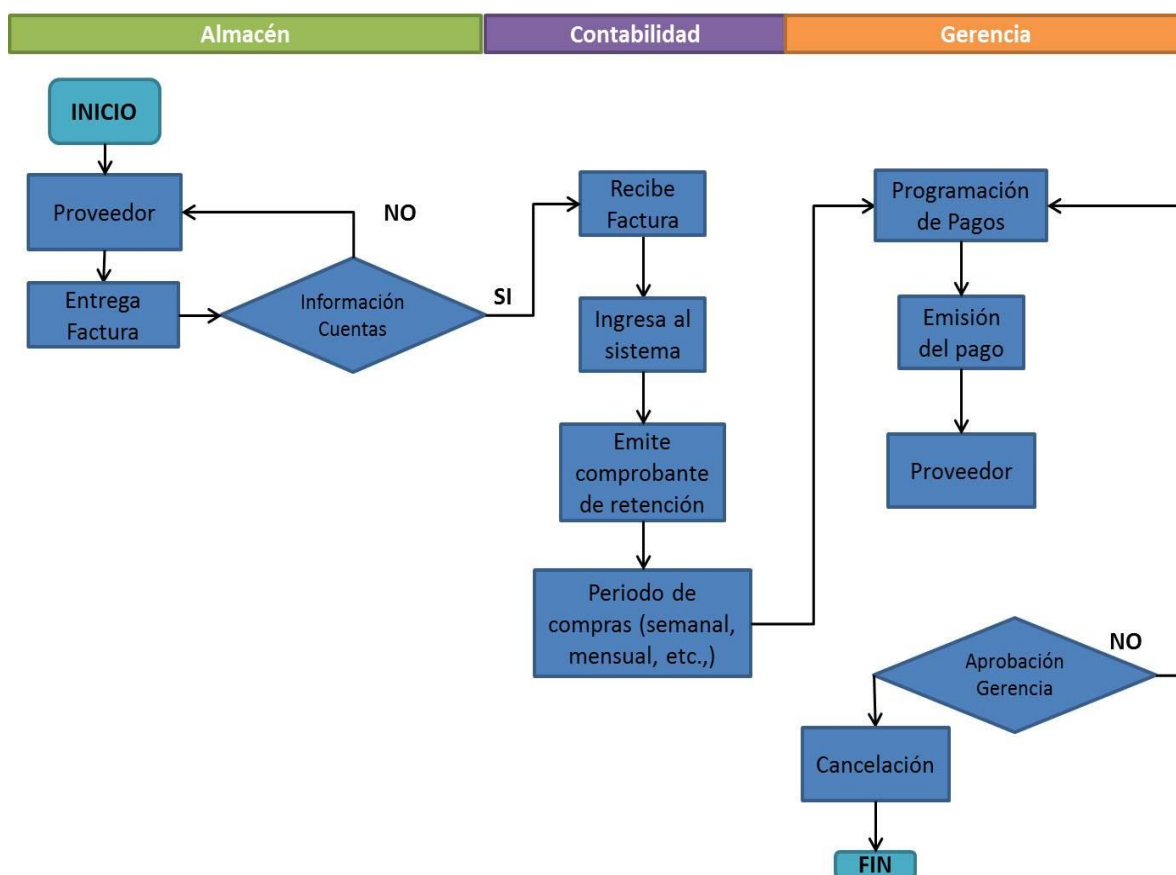 Almacén
Contabilidad
Gerencia
INICIO
Proveedor
NO
Entrega
Factura
Información
Cuentas
SI
Recibe
Factura
Ingresa al
sistema
Emite
comprobante
de retención
Periodo de
compras (semanal,
mensual, etc.,)
Programación
de Pagos
Emisión
del pago
Proveedor
Aprobación
Gerencia
NO
Cancelación
FIN